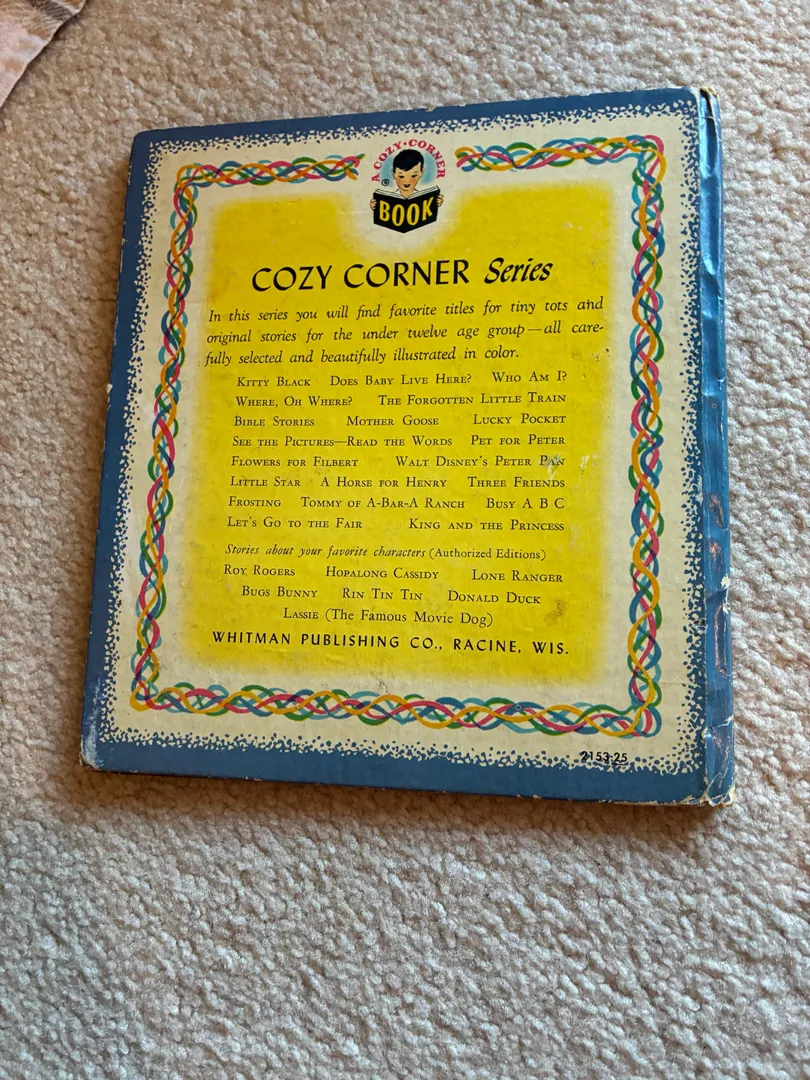 A COZY·CORNER
®
BOOK
COZY CORNER Series
In this series you will find favorite titles for tiny tots and
original stories for the under twelve age group—all care-
fully selected and beautifully illustrated in color.
KITTY BLACK DOES BABY LIVE HERE? WHO AM I?
WHERE, OH WHERE? THE FORGOTTEN LITTLE TRAIN
BIBLE STORIES MOTHER GOOSE LUCKY POCKET
SEE THE PICTURES—READ THE WORDS PET FOR PETER
FLOWERS FOR FILBERT WALT DISNEY'S PETER PAN
LITTLE STAR A HORSE FOR HENRY THREE FRIENDS
FROSTING TOMMY OF A-BAR-A RANCH BUSY A B C
LET'S GO TO THE FAIR KING AND THE PRINCESS
Stories about your favorite characters (Authorized Editions)
ROY ROGERS HOPALONG CASSIDY LONE RANGER
BUGS BUNNY RIN TIN TIN DONALD DUCK
LASSIE (The Famous Movie Dog)
WHITMAN PUBLISHING CO., RACINE, WIS.
2153:25